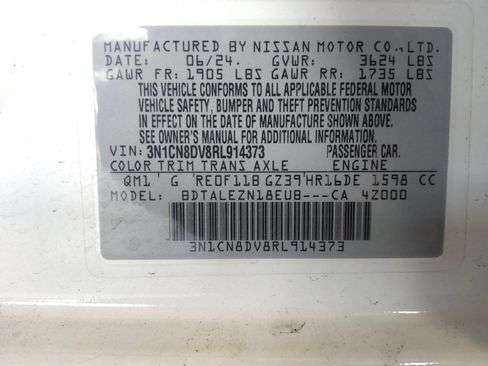 MANUFACTURED BY NISSAN MOTOR CO.,LTD.
DATE: 06/24. GVWR: 3624 LBS
GAWR FR: 1905 LBS GAWR RR: 1735 LBS
THIS VEHICLE CONFORMS TO ALL APPLICABLE FEDERAL MOTOR
VEHICLE SAFETY, BUMPER AND THEFT PREVENTION STANDARDS
IN EFFECT ON THE DATE OF MANUFACTURE SHOWN ABOVE.
SEE OWNER'S MANUAL FOR ADDITIONAL INFORMATION.
VIN: 3N1CN8DV8RL914373 PASSENGER CAR.
COLOR TRIM TRANS AXLE ENGINE
QM1 G RE0F11B GZ39 HR16DE 1598 CC
MODEL: BDTALEZN18EUB---CA 4Z000
3N1CN8DV8RL914373